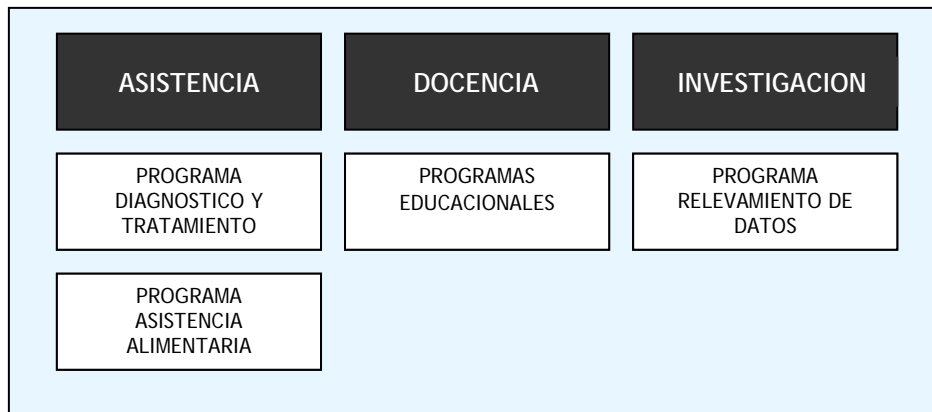 ASISTENCIA
DOCENCIA
INVESTIGACION
PROGRAMA
DIAGNOSTICO Y
TRATAMIENTO
PROGRAMAS
EDUCACIONALES
PROGRAMA
RELEVAMIENTO DE
DATOS
PROGRAMA
ASISTENCIA
ALIMENTARIA